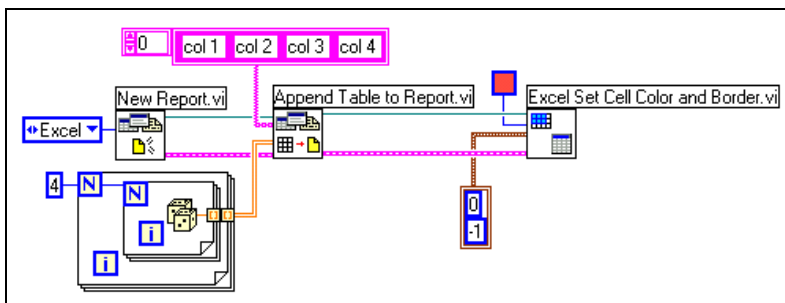 0 col 1 col 2 col 3 col 4
New Report.vi Append Table to Report.vi Excel Set Cell Color and Border.vi
Excel
4 N N
i
i
0
-1